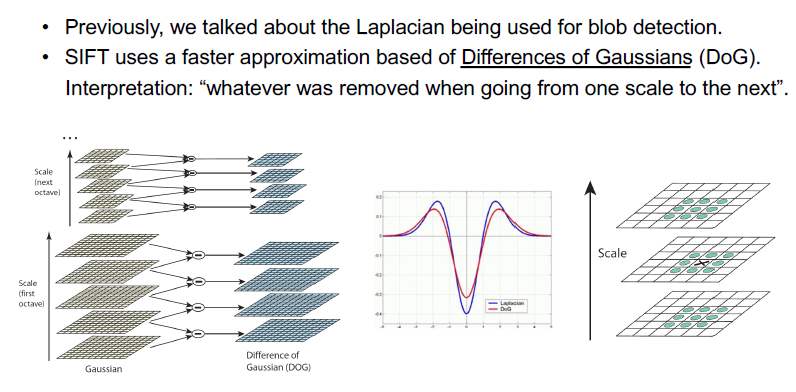 • Previously, we talked about the Laplacian being used for blob detection.
• SIFT uses a faster approximation based of Differences of Gaussians (DoG).
Interpretation: “whatever was removed when going from one scale to the next”.
...
Scale
(next
octave)
Scale
(first
octave)
Gaussian
Difference of
Gaussian (DOG)
Laplacian
DoG
Scale